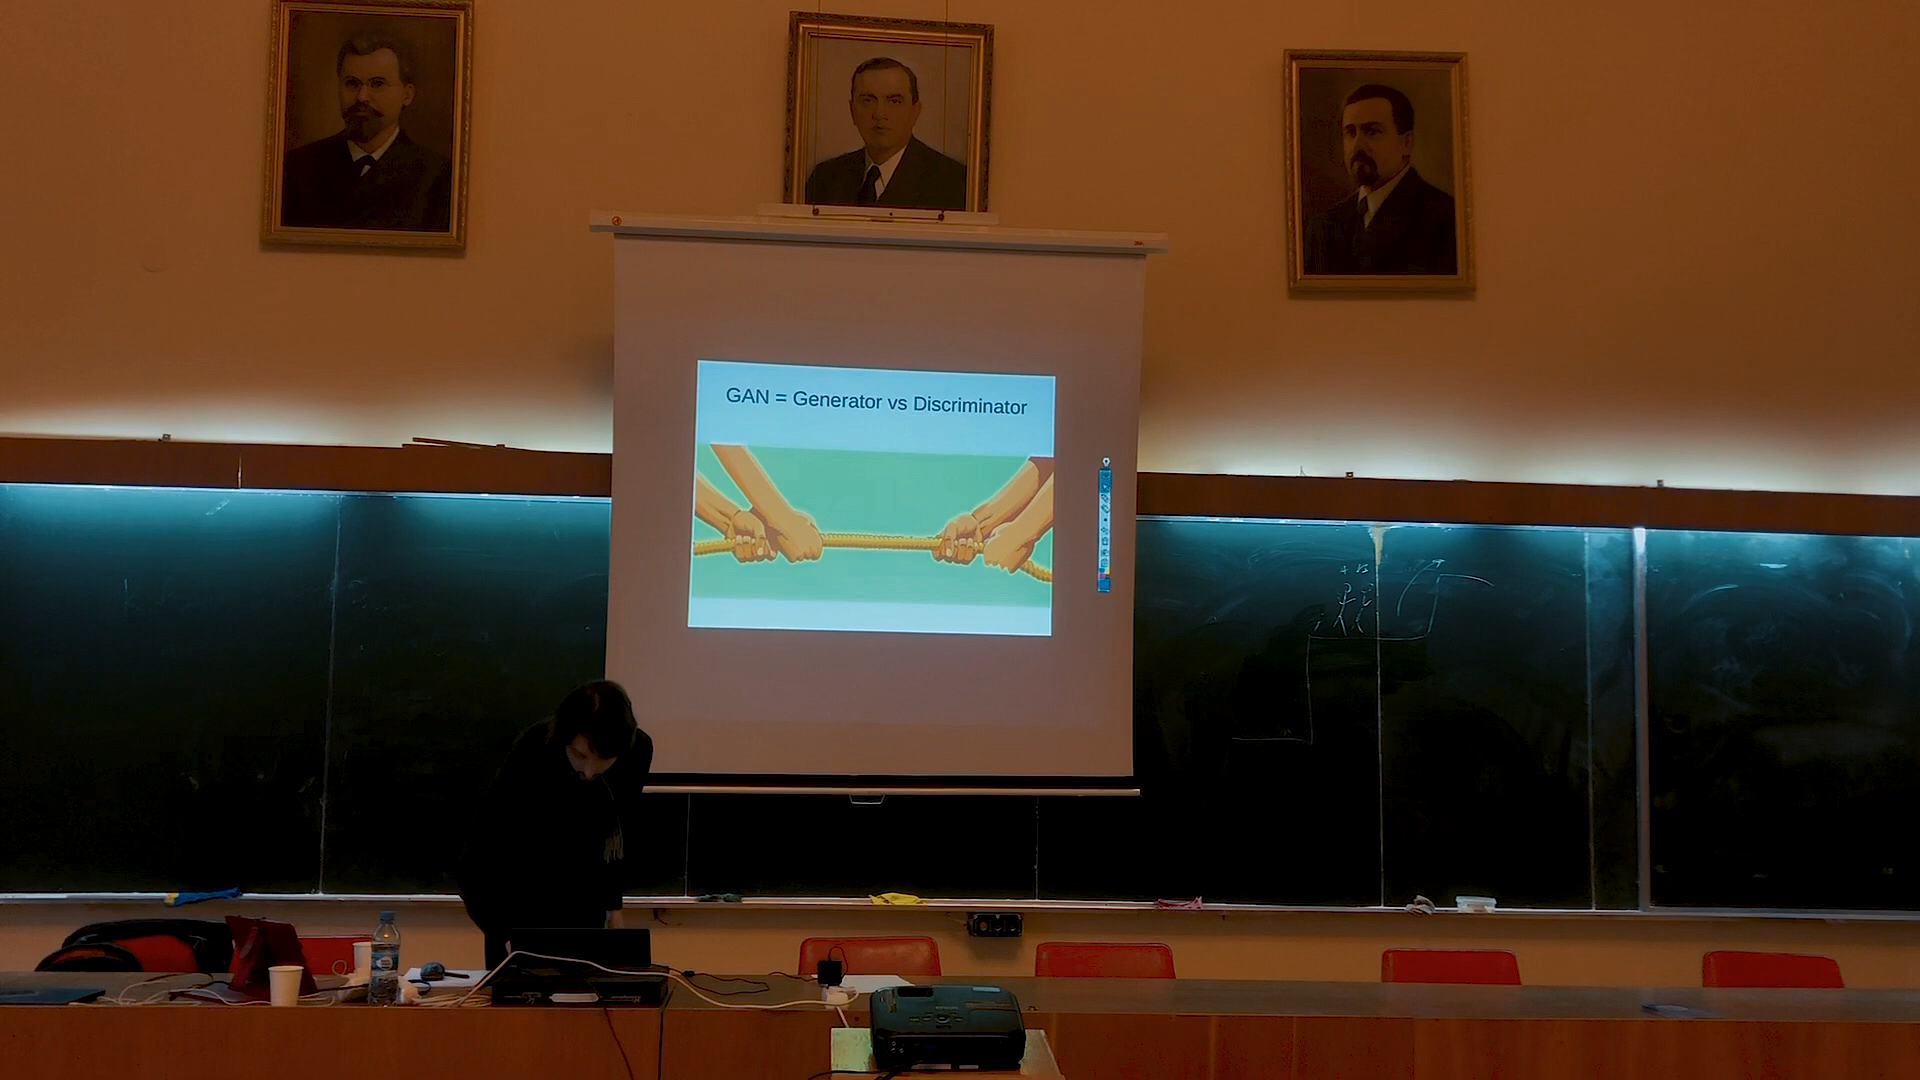 GAN = Generator vs Discriminator